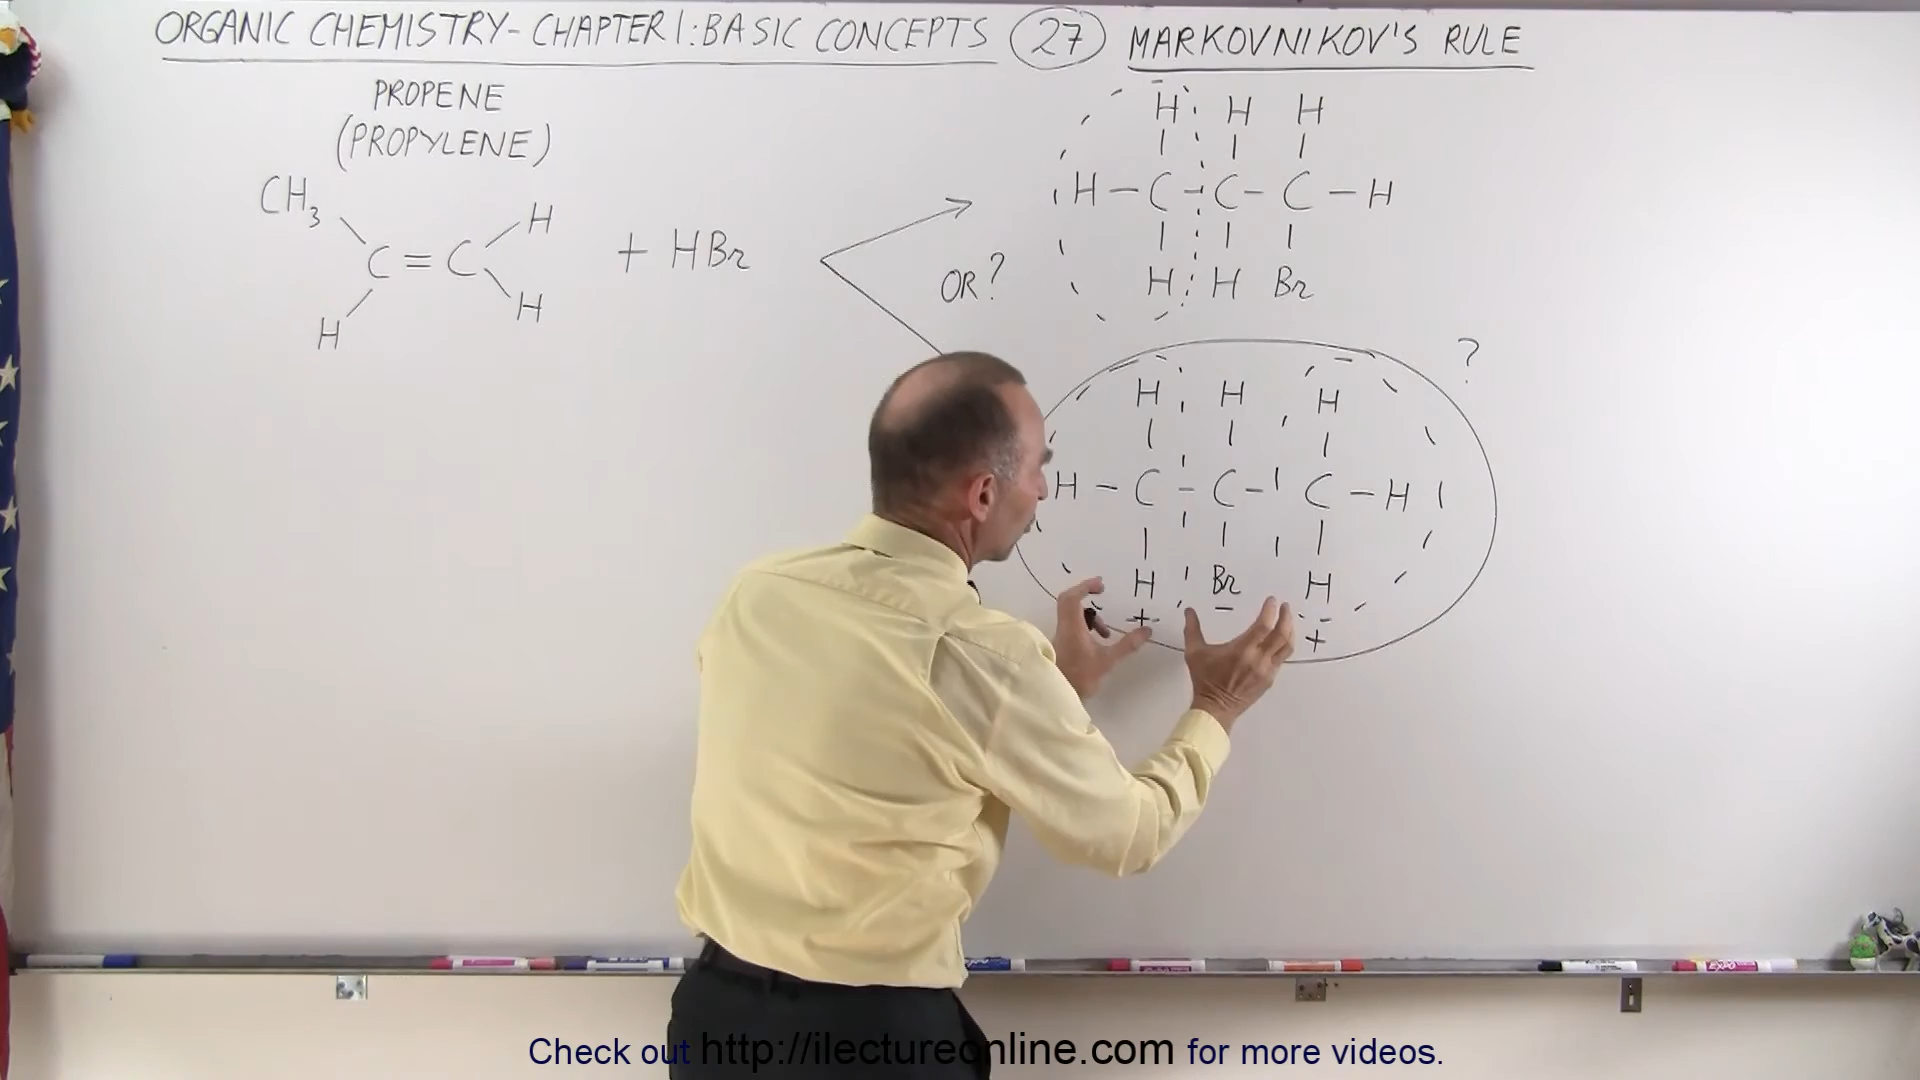 ORGANIC CHEMISTRY- CHAPTER 1: BASIC CONCEPTS 27 MARKOVNIKOV'S RULE
PROPENE
(PROPYLENE)
CH3 H
C = C
H H
+ HBr
OR?
H H H
H - C - C - C - H
H H Br
?
H H H
H - C - C - C - H
H Br H
+ - +
EXPO
Check out http://ilectureonline.com for more videos.